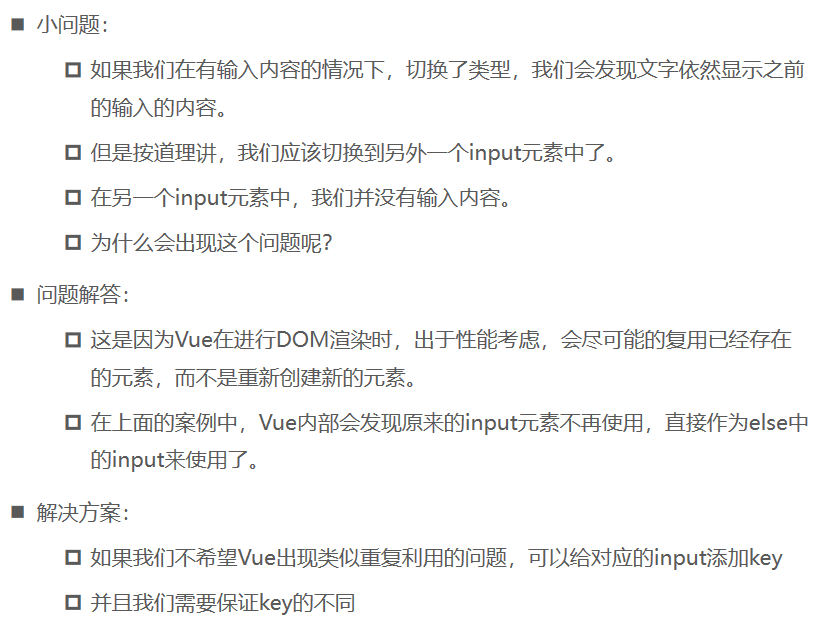 小问题：
如果我们在有输入内容的情况下，切换了类型，我们会发现文字依然显示之前
的输入的内容。
但是按道理讲，我们应该切换到另外一个input元素中了。
在另一个input元素中，我们并没有输入内容。
为什么会出现这个问题呢？
问题解答：
这是因为Vue在进行DOM渲染时，出于性能考虑，会尽可能的复用已经存在
的元素，而不是重新创建新的元素。
在上面的案例中，Vue内部会发现原来的input元素不再使用，直接作为else中
的input来使用了。
解决方案：
如果我们不希望Vue出现类似重复利用的问题，可以给对应的input添加key
并且我们需要保证key的不同